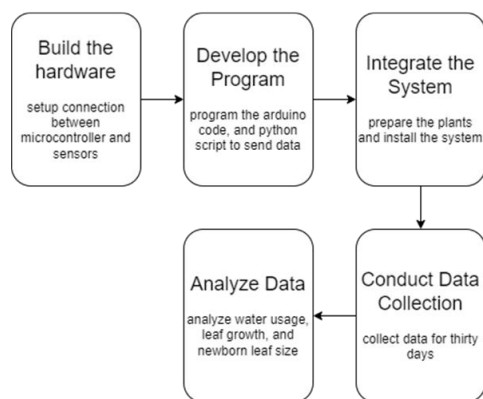 Build the
hardware
setup connection
between
microcontroller and
sensors
Develop the
Program
program the arduino
code, and python
script to send data
Integrate the
System
prepare the plants
and install the system
Conduct Data
Collection
collect data for thirty
days
Analyze Data
analyze water usage,
leaf growth, and
newborn leaf size